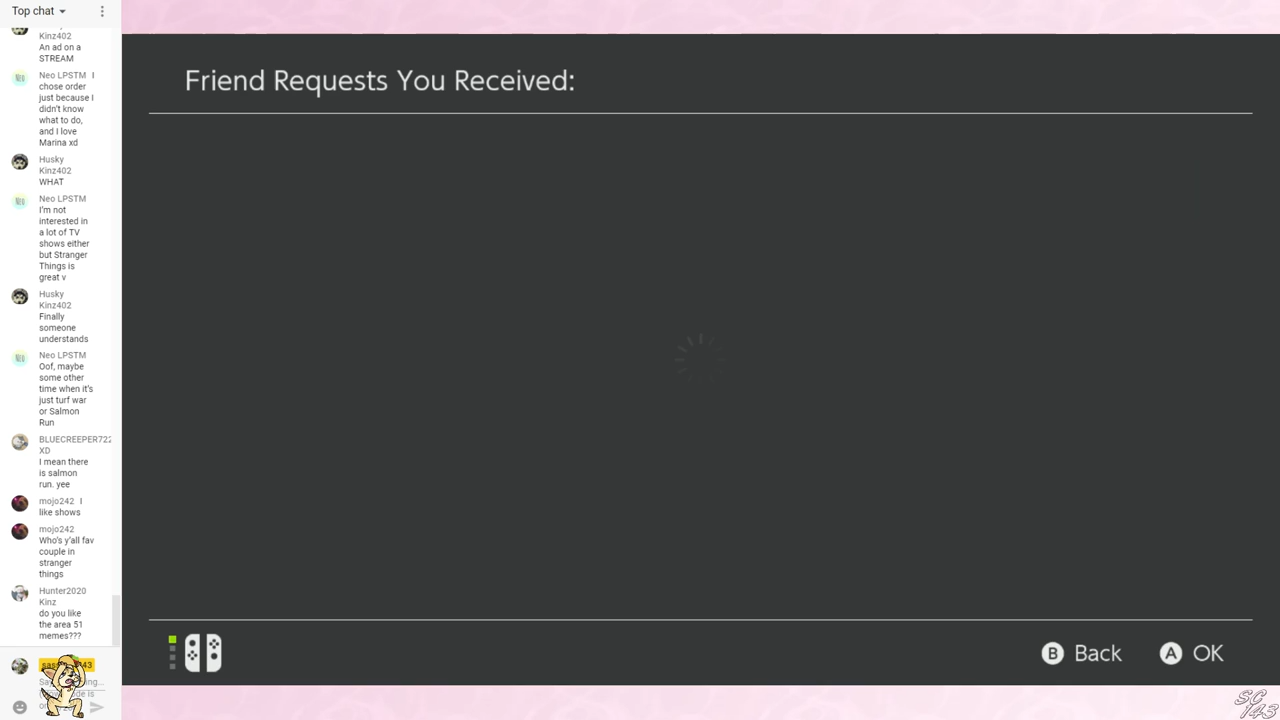 Top chat
Kinz402
An ad on a
STREAM
Neo LPSTM I
chose order
just because I
didn't know
what to do,
and I love
Marina xd
Husky
Kinz402
WHAT
Neo LPSTM
I'm not
interested in
a lot of TV
shows either
but Stranger
Things is
great v
Husky
Kinz402
Finally
someone
understands
Neo LPSTM
Oof, maybe
some other
time when it's
just turf war
or Salmon
Run
BLUECREEPER722
XD
I mean there
is salmon
run. yee
mojo242 I
like shows
mojo242
Who's y'all fav
couple in
stranger
things
Hunter2020
Kinz
do you like
the area 51
memes???
Friend Requests You Received:
B Back
A OK
SC
143